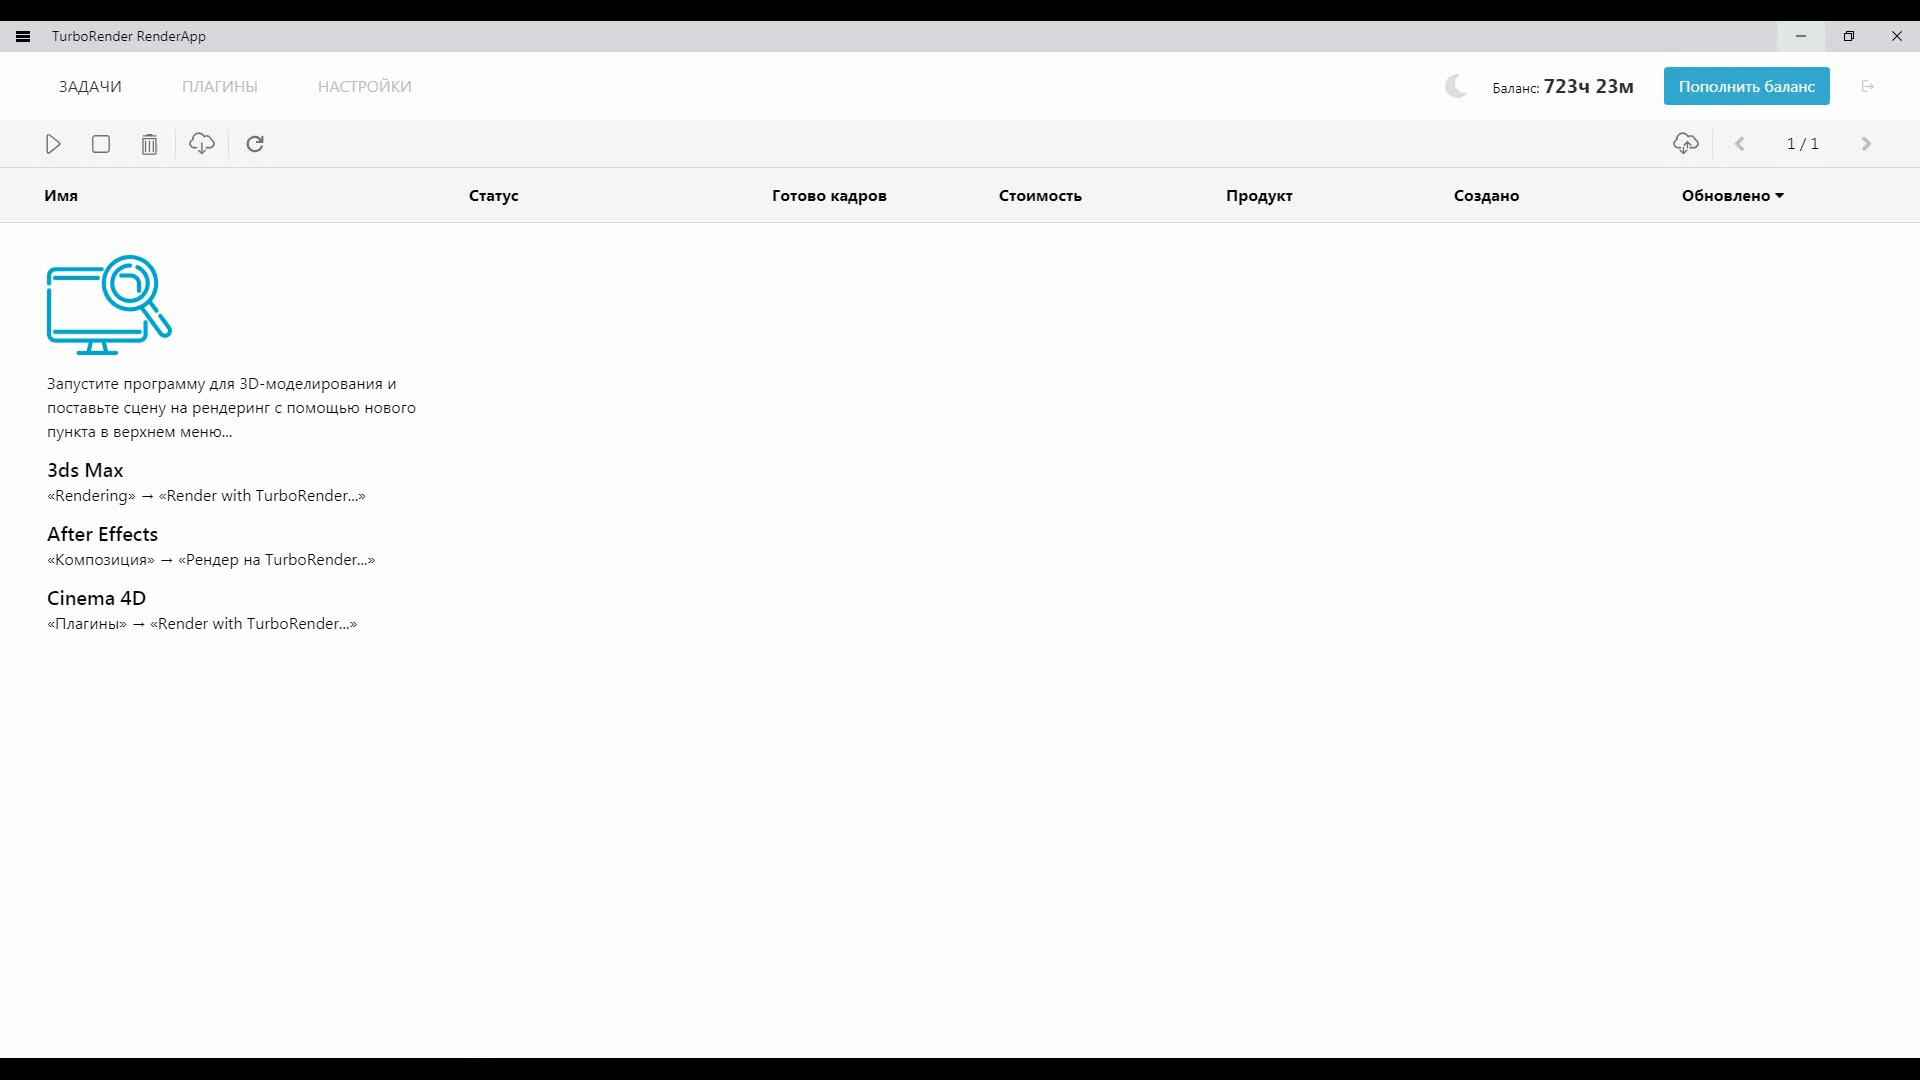 TurboRender RenderApp
ЗАДАЧИ ПЛАГИНЫ НАСТРОЙКИ Баланс: 723ч 23м Пополнить баланс
1 / 1
Имя Статус Готово кадров Стоимость Продукт Создано Обновлено
Запустите программу для 3D-моделирования и
поставьте сцену на рендеринг с помощью нового
пункта в верхнем меню...
3ds Max
«Rendering» → «Render with TurboRender...»
After Effects
«Композиция» → «Рендер на TurboRender...»
Cinema 4D
«Плагины» → «Render with TurboRender...»